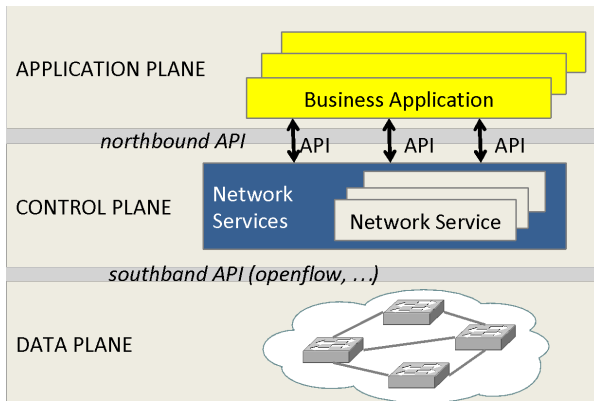 APPLICATION PLANE
Business Application
northbound API
API
API
API
CONTROL PLANE
Network
Services
Network Service
southband API (openflow, ...)
DATA PLANE